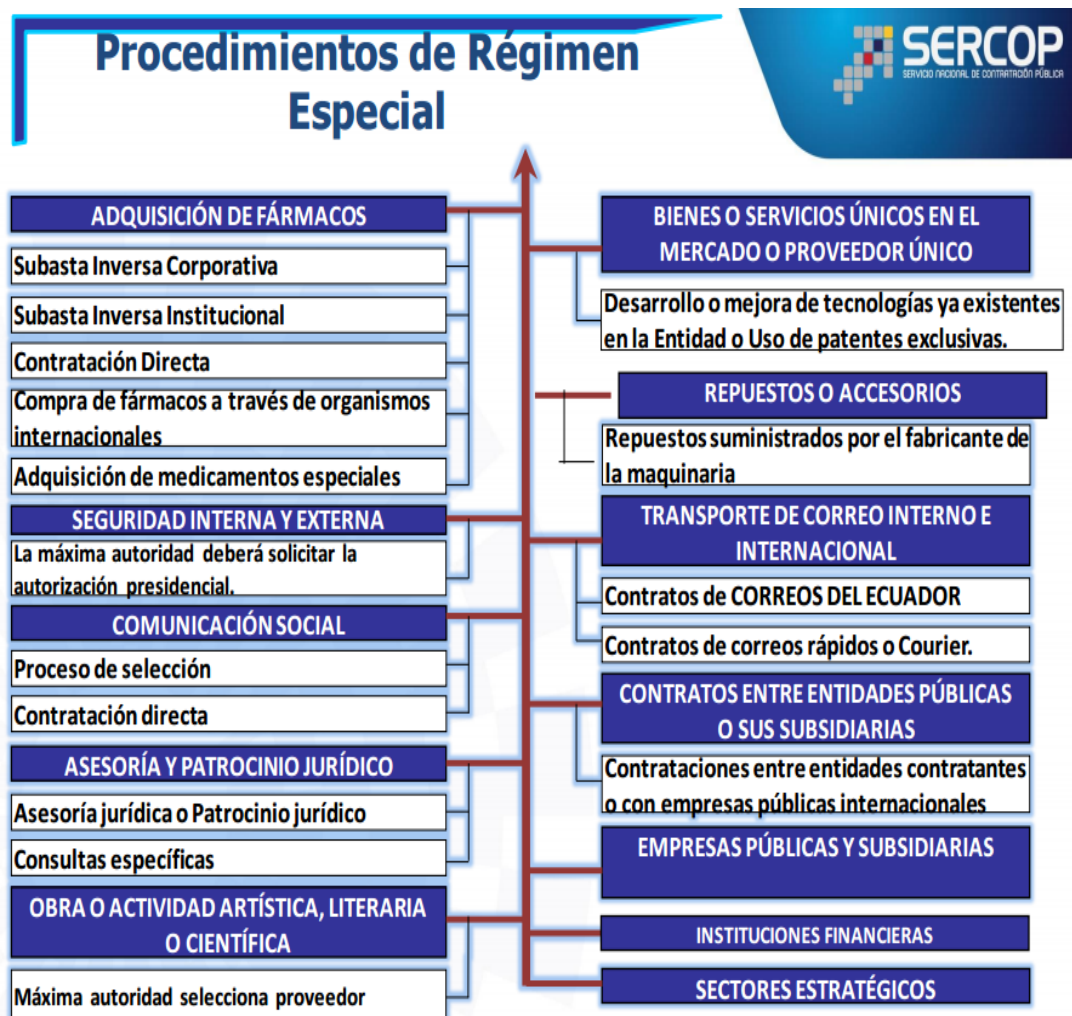 Procedimientos de Régimen
Especial
SERCOP
SERVICIO NACIONAL DE CONTRATACIÓN PÚBLICA
ADQUISICIÓN DE FÁRMACOS
Subasta Inversa Corporativa
Subasta Inversa Institucional
Contratación Directa
Compra de fármacos a través de organismos
internacionales
Adquisición de medicamentos especiales
SEGURIDAD INTERNA Y EXTERNA
La máxima autoridad deberá solicitar la
autorización presidencial.
COMUNICACIÓN SOCIAL
Proceso de selección
Contratación directa
ASESORÍA Y PATROCINIO JURÍDICO
Asesoría jurídica o Patrocinio jurídico
Consultas específicas
OBRA O ACTIVIDAD ARTÍSTICA, LITERARIA
O CIENTÍFICA
Máxima autoridad selecciona proveedor
BIENES O SERVICIOS ÚNICOS EN EL
MERCADO O PROVEEDOR ÚNICO
Desarrollo o mejora de tecnologías ya existentes
en la Entidad o Uso de patentes exclusivas.
REPUESTOS O ACCESORIOS
Repuestos suministrados por el fabricante de
la maquinaria
TRANSPORTE DE CORREO INTERNO E
INTERNACIONAL
Contratos de CORREOS DEL ECUADOR
Contratos de correos rápidos o Courier.
CONTRATOS ENTRE ENTIDADES PÚBLICAS
O SUS SUBSIDIARIAS
Contrataciones entre entidades contratantes
o con empresas públicas internacionales
EMPRESAS PÚBLICAS Y SUBSIDIARIAS
INSTITUCIONES FINANCIERAS
SECTORES ESTRATÉGICOS